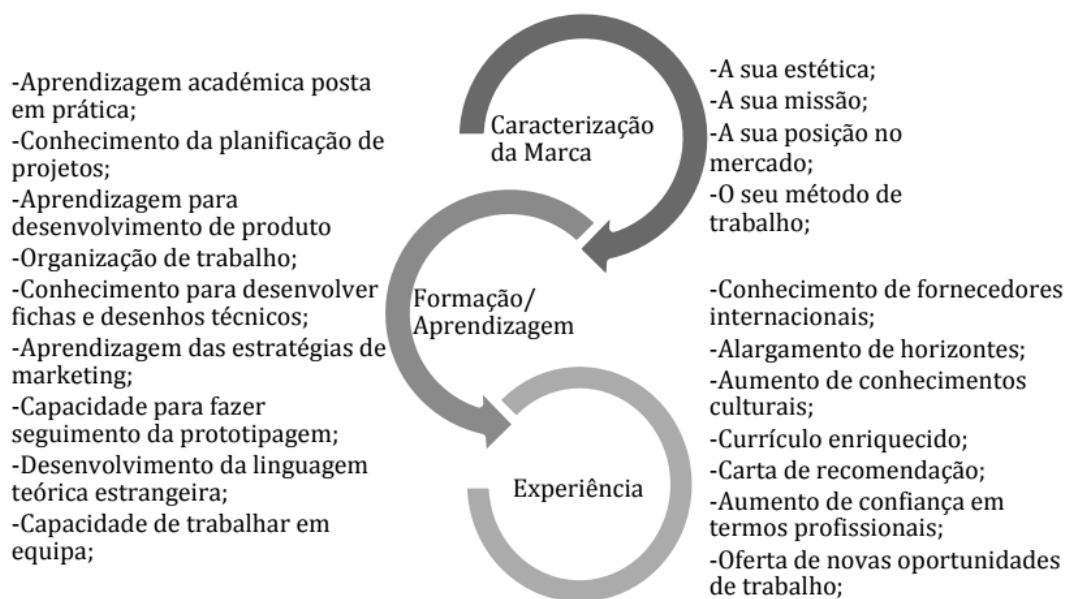 -Aprendizagem académica posta
em prática;
-Conhecimento da planificação de
projetos;
-Aprendizagem para
desenvolvimento de produto
-Organização de trabalho;
-Conhecimento para desenvolver
fichas e desenhos técnicos;
-Aprendizagem das estratégias de
marketing;
-Capacidade para fazer
seguimento da prototipagem;
-Desenvolvimento da linguagem
teórica estrangeira;
-Capacidade de trabalhar em
equipa;
Caracterização
da Marca
Formação/
Aprendizagem
Experiência
-A sua estética;
-A sua missão;
-A sua posição no
mercado;
-O seu método de
trabalho;
-Conhecimento de fornecedores
internacionais;
-Alargamento de horizontes;
-Aumento de conhecimentos
culturais;
-Currículo enriquecido;
-Carta de recomendação;
-Aumento de confiança em
termos profissionais;
-Oferta de novas oportunidades
de trabalho;